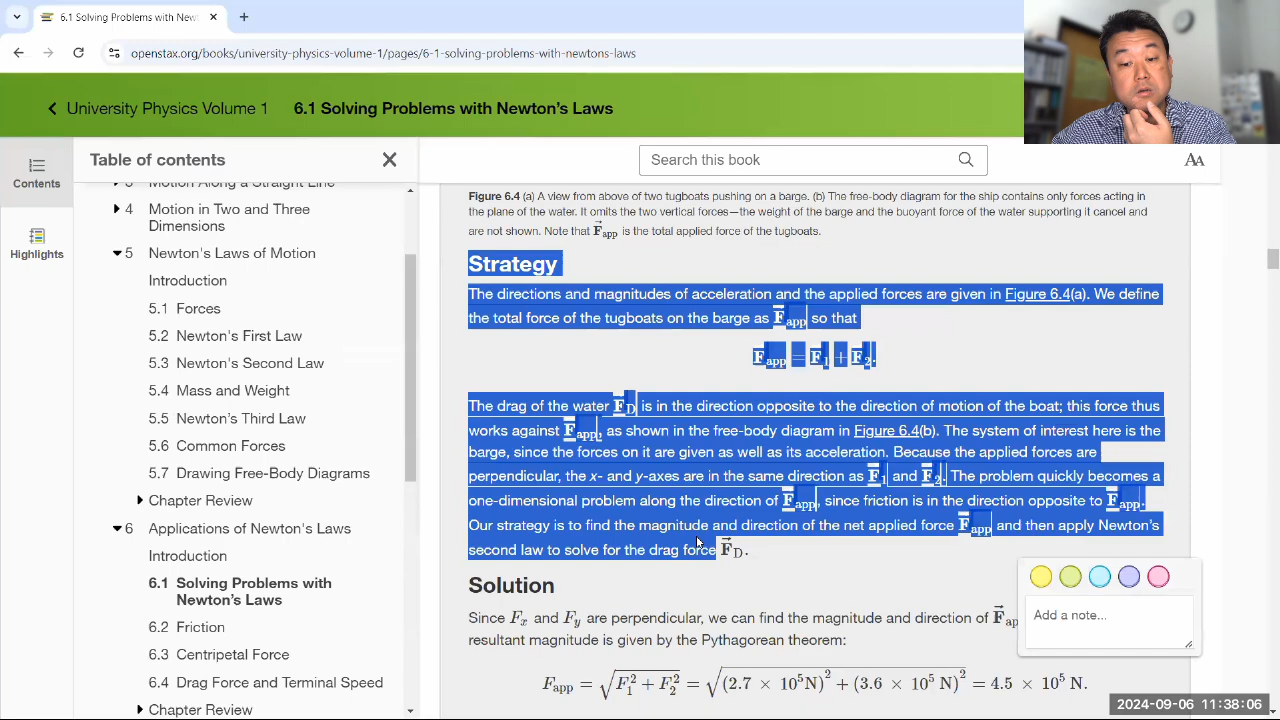 6.1 Solving Problems with Newt
openstax.org/books/university-physics-volume-1/pages/6-1-solving-problems-with-newtons-laws
University Physics Volume 1
6.1 Solving Problems with Newton's Laws
Contents
Highlights
Table of contents
Search this book
AA
Motion Along a Straight Line
4 Motion in Two and Three
Dimensions
5 Newton's Laws of Motion
Introduction
5.1 Forces
5.2 Newton's First Law
5.3 Newton's Second Law
5.4 Mass and Weight
5.5 Newton's Third Law
5.6 Common Forces
5.7 Drawing Free-Body Diagrams
Chapter Review
6 Applications of Newton's Laws
Introduction
6.1 Solving Problems with
Newton's Laws
6.2 Friction
6.3 Centripetal Force
6.4 Drag Force and Terminal Speed
Chapter Review
Figure 6.4 (a) A view from above of two tugboats pushing on a barge. (b) The free-body diagram for the ship contains only forces acting in
the plane of the water. It omits the two vertical forces—the weight of the barge and the buoyant force of the water supporting it cancel and
are not shown. Note that F⃗app is the total applied force of the tugboats.
Strategy
The directions and magnitudes of acceleration and the applied forces are given in Figure 6.4(a). We define
the total force of the tugboats on the barge as F⃗app so that
F⃗app = F⃗1 + F⃗2.
The drag of the water F⃗D is in the direction opposite to the direction of motion of the boat; this force thus
works against F⃗app, as shown in the free-body diagram in Figure 6.4(b). The system of interest here is the
barge, since the forces on it are given as well as its acceleration. Because the applied forces are
perpendicular, the x- and y-axes are in the same direction as F⃗1 and F⃗2. The problem quickly becomes a
one-dimensional problem along the direction of F⃗app, since friction is in the direction opposite to F⃗app.
Our strategy is to find the magnitude and direction of the net applied force F⃗app and then apply Newton's
second law to solve for the drag force F⃗D.
Solution
Since Fx and Fy are perpendicular, we can find the magnitude and direction of F⃗ap
resultant magnitude is given by the Pythagorean theorem:
Fapp = √(F1² + F2²) = √((2.7 × 10⁵N)² + (3.6 × 10⁵ N)²) = 4.5 × 10⁵ N.
Add a note...
2024-09-06 11:38:06